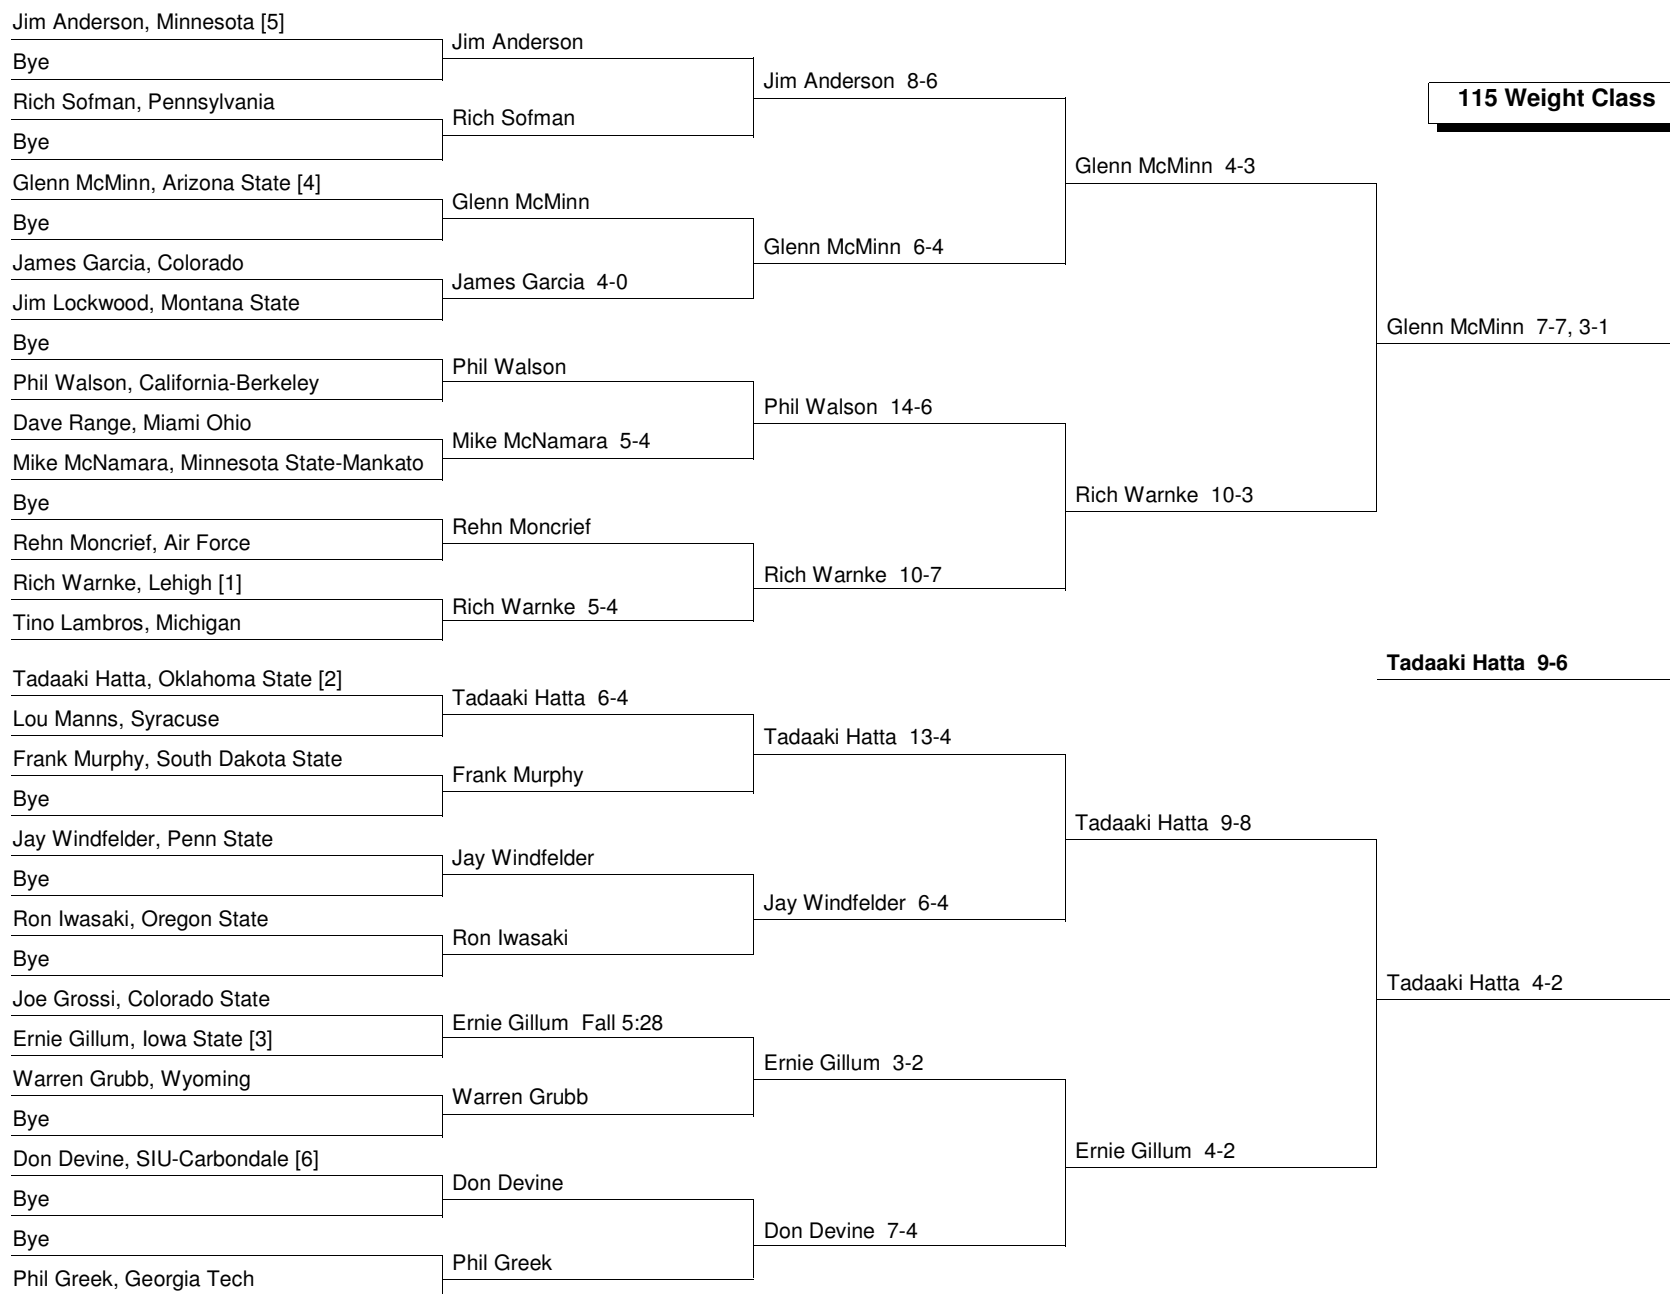 115 Weight Class
Jim Anderson, Minnesota [5]
Bye
Rich Sofman, Pennsylvania
Bye
Glenn McMinn, Arizona State [4]
Bye
James Garcia, Colorado
Jim Lockwood, Montana State
Bye
Phil Walson, California-Berkeley
Dave Range, Miami Ohio
Mike McNamara, Minnesota State-Mankato
Bye
Rehn Moncrief, Air Force
Rich Warnke, Lehigh [1]
Tino Lambros, Michigan
Tadaaki Hatta, Oklahoma State [2]
Lou Manns, Syracuse
Frank Murphy, South Dakota State
Bye
Jay Windfelder, Penn State
Bye
Ron Iwasaki, Oregon State
Bye
Joe Grossi, Colorado State
Ernie Gillum, Iowa State [3]
Warren Grubb, Wyoming
Bye
Don Devine, SIU-Carbondale [6]
Bye
Bye
Phil Greek, Georgia Tech
Jim Anderson
Rich Sofman
Glenn McMinn
James Garcia 4-0
Phil Walson
Mike McNamara 5-4
Rehn Moncrief
Rich Warnke 5-4
Tadaaki Hatta 6-4
Frank Murphy
Jay Windfelder
Ron Iwasaki
Ernie Gillum Fall 5:28
Warren Grubb
Don Devine
Phil Greek
Jim Anderson 8-6
Glenn McMinn 6-4
Phil Walson 14-6
Rich Warnke 10-7
Tadaaki Hatta 13-4
Jay Windfelder 6-4
Ernie Gillum 3-2
Don Devine 7-4
Glenn McMinn 4-3
Rich Warnke 10-3
Tadaaki Hatta 9-8
Ernie Gillum 4-2
Glenn McMinn 7-7, 3-1
Tadaaki Hatta 9-6
Tadaaki Hatta 4-2